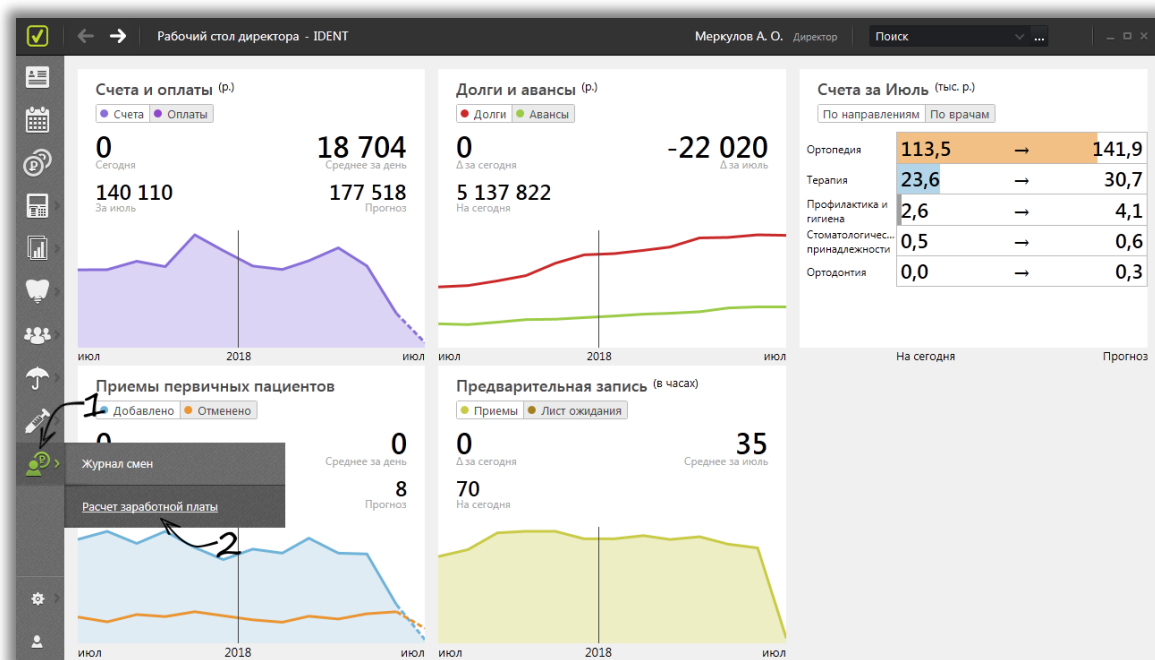 Рабочий стол директора - IDENT
Меркулов А. О. Директор
Поиск
...
Счета и оплаты (р.)
Счета Оплаты
0 18 704
Сегодня Среднее за день
140 110 177 518
За июль Прогноз
июл 2018 июл
Долги и авансы (р.)
Долги Авансы
0 -22 020
Δ за сегодня Δ за июль
5 137 822
На сегодня
июл 2018 июл
Счета за Июль (тыс. р.)
По направлениям По врачам
Ортопедия 113,5 → 141,9
Терапия 23,6 → 30,7
Профилактика и
гигиена 2,6 → 4,1
Стоматологичес...
принадлежности 0,5 → 0,6
Ортодонтия 0,0 → 0,3
На сегодня Прогноз
Приемы первичных пациентов
1
Добавлено Отменено
0 0
Среднее за день
8
Прогноз
Журнал смен
Расчет заработной платы
2
июл 2018 июл
Предварительная запись (в часах)
Приемы Лист ожидания
0 35
Δ за сегодня Среднее за июль
70
На сегодня
июл 2018 июл